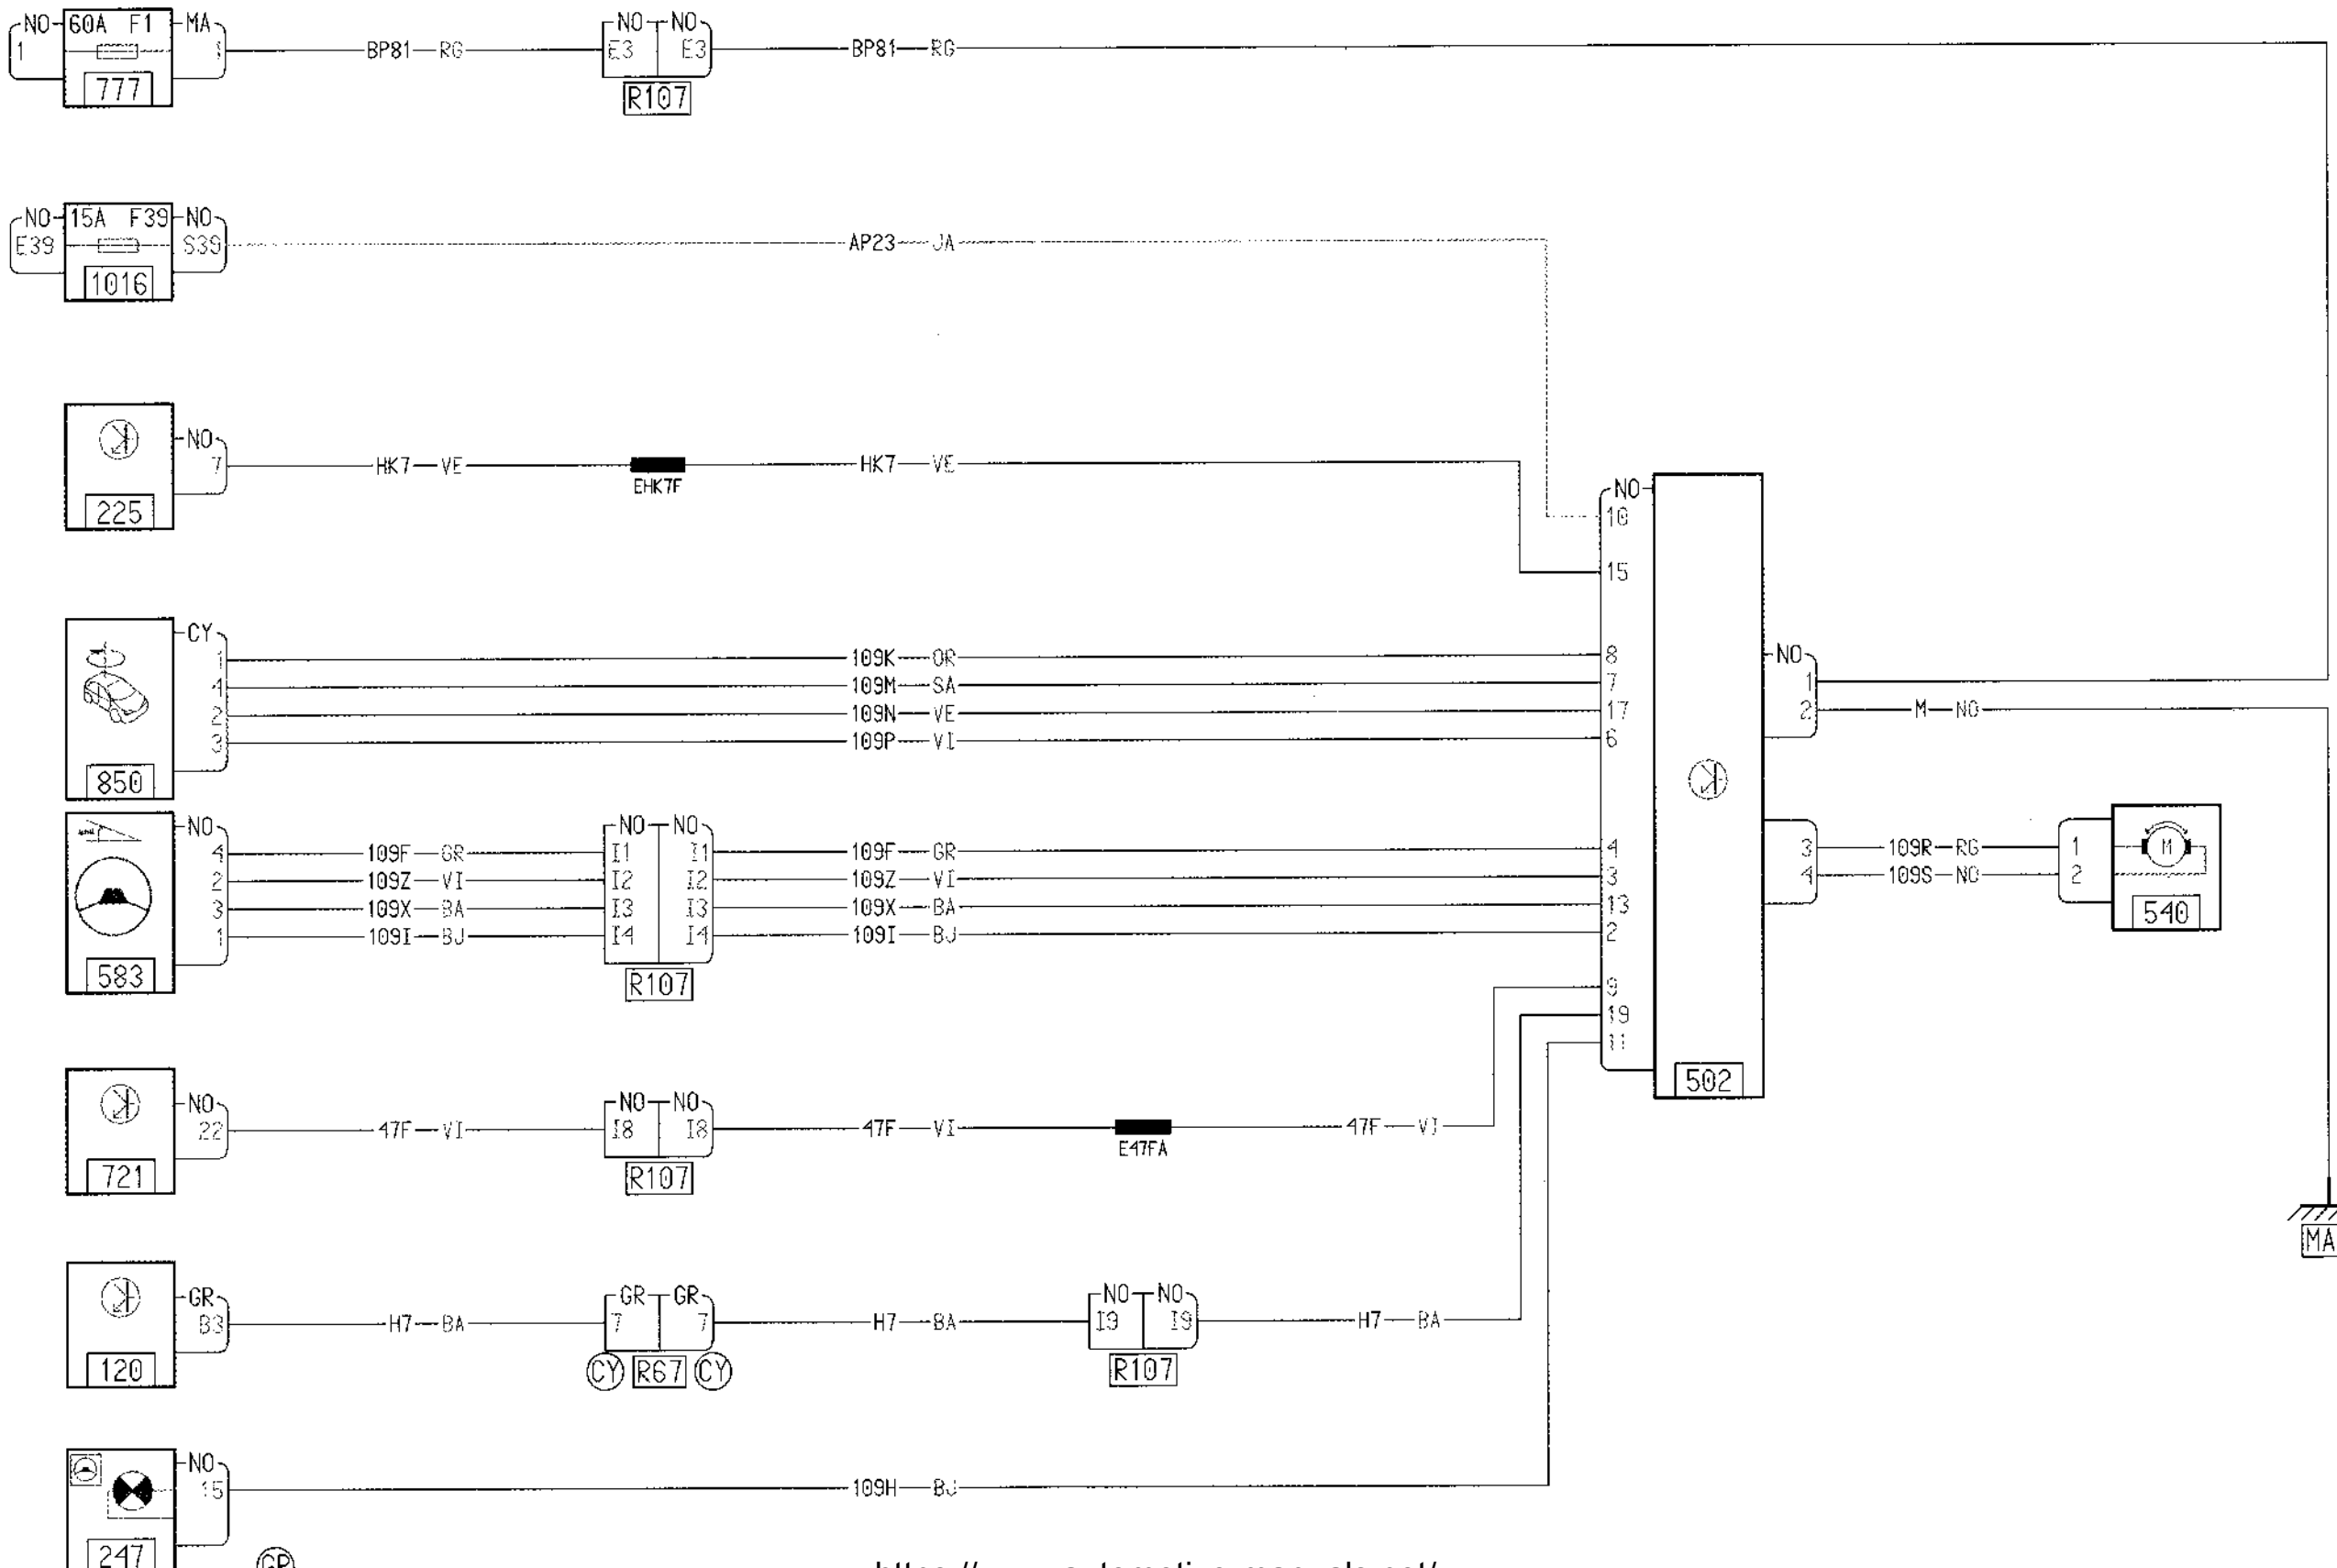 NO 60A F1 MA NO NO
1 1 BP81 RG E3 E3 BP81 RG
777 R107
NO 15A F39 NO
E39 S39 AP23 JA
1016
NO
7 HK7 VE HK7 VE
EHK7F
225
NO
10
15
CY
1 109K OR 8
4 109M SA 7
2 109N VE 17
3 109P VI 6
850
NO
1
2 M NO
NO NO NO
4 109F GR I1 I1 109F GR 4
2 109Z VI I2 I2 109Z VI 3
3 109X BA I3 I3 109X BA 13
1 109I BJ I4 I4 109I BJ 2
583 R107
3 109R RG 1 M
4 109S NO 2
540
9
19
11
502
NO NO NO
22 47F VI I8 I8 47F VI 47F VI
E47FA
721 R107
MA
GR GR GR NO NO
B3 H7 BA 7 7 H7 BA I9 I9 H7 BA
120 CY R67 CY R107
NO
15 109H BJ
247 GR